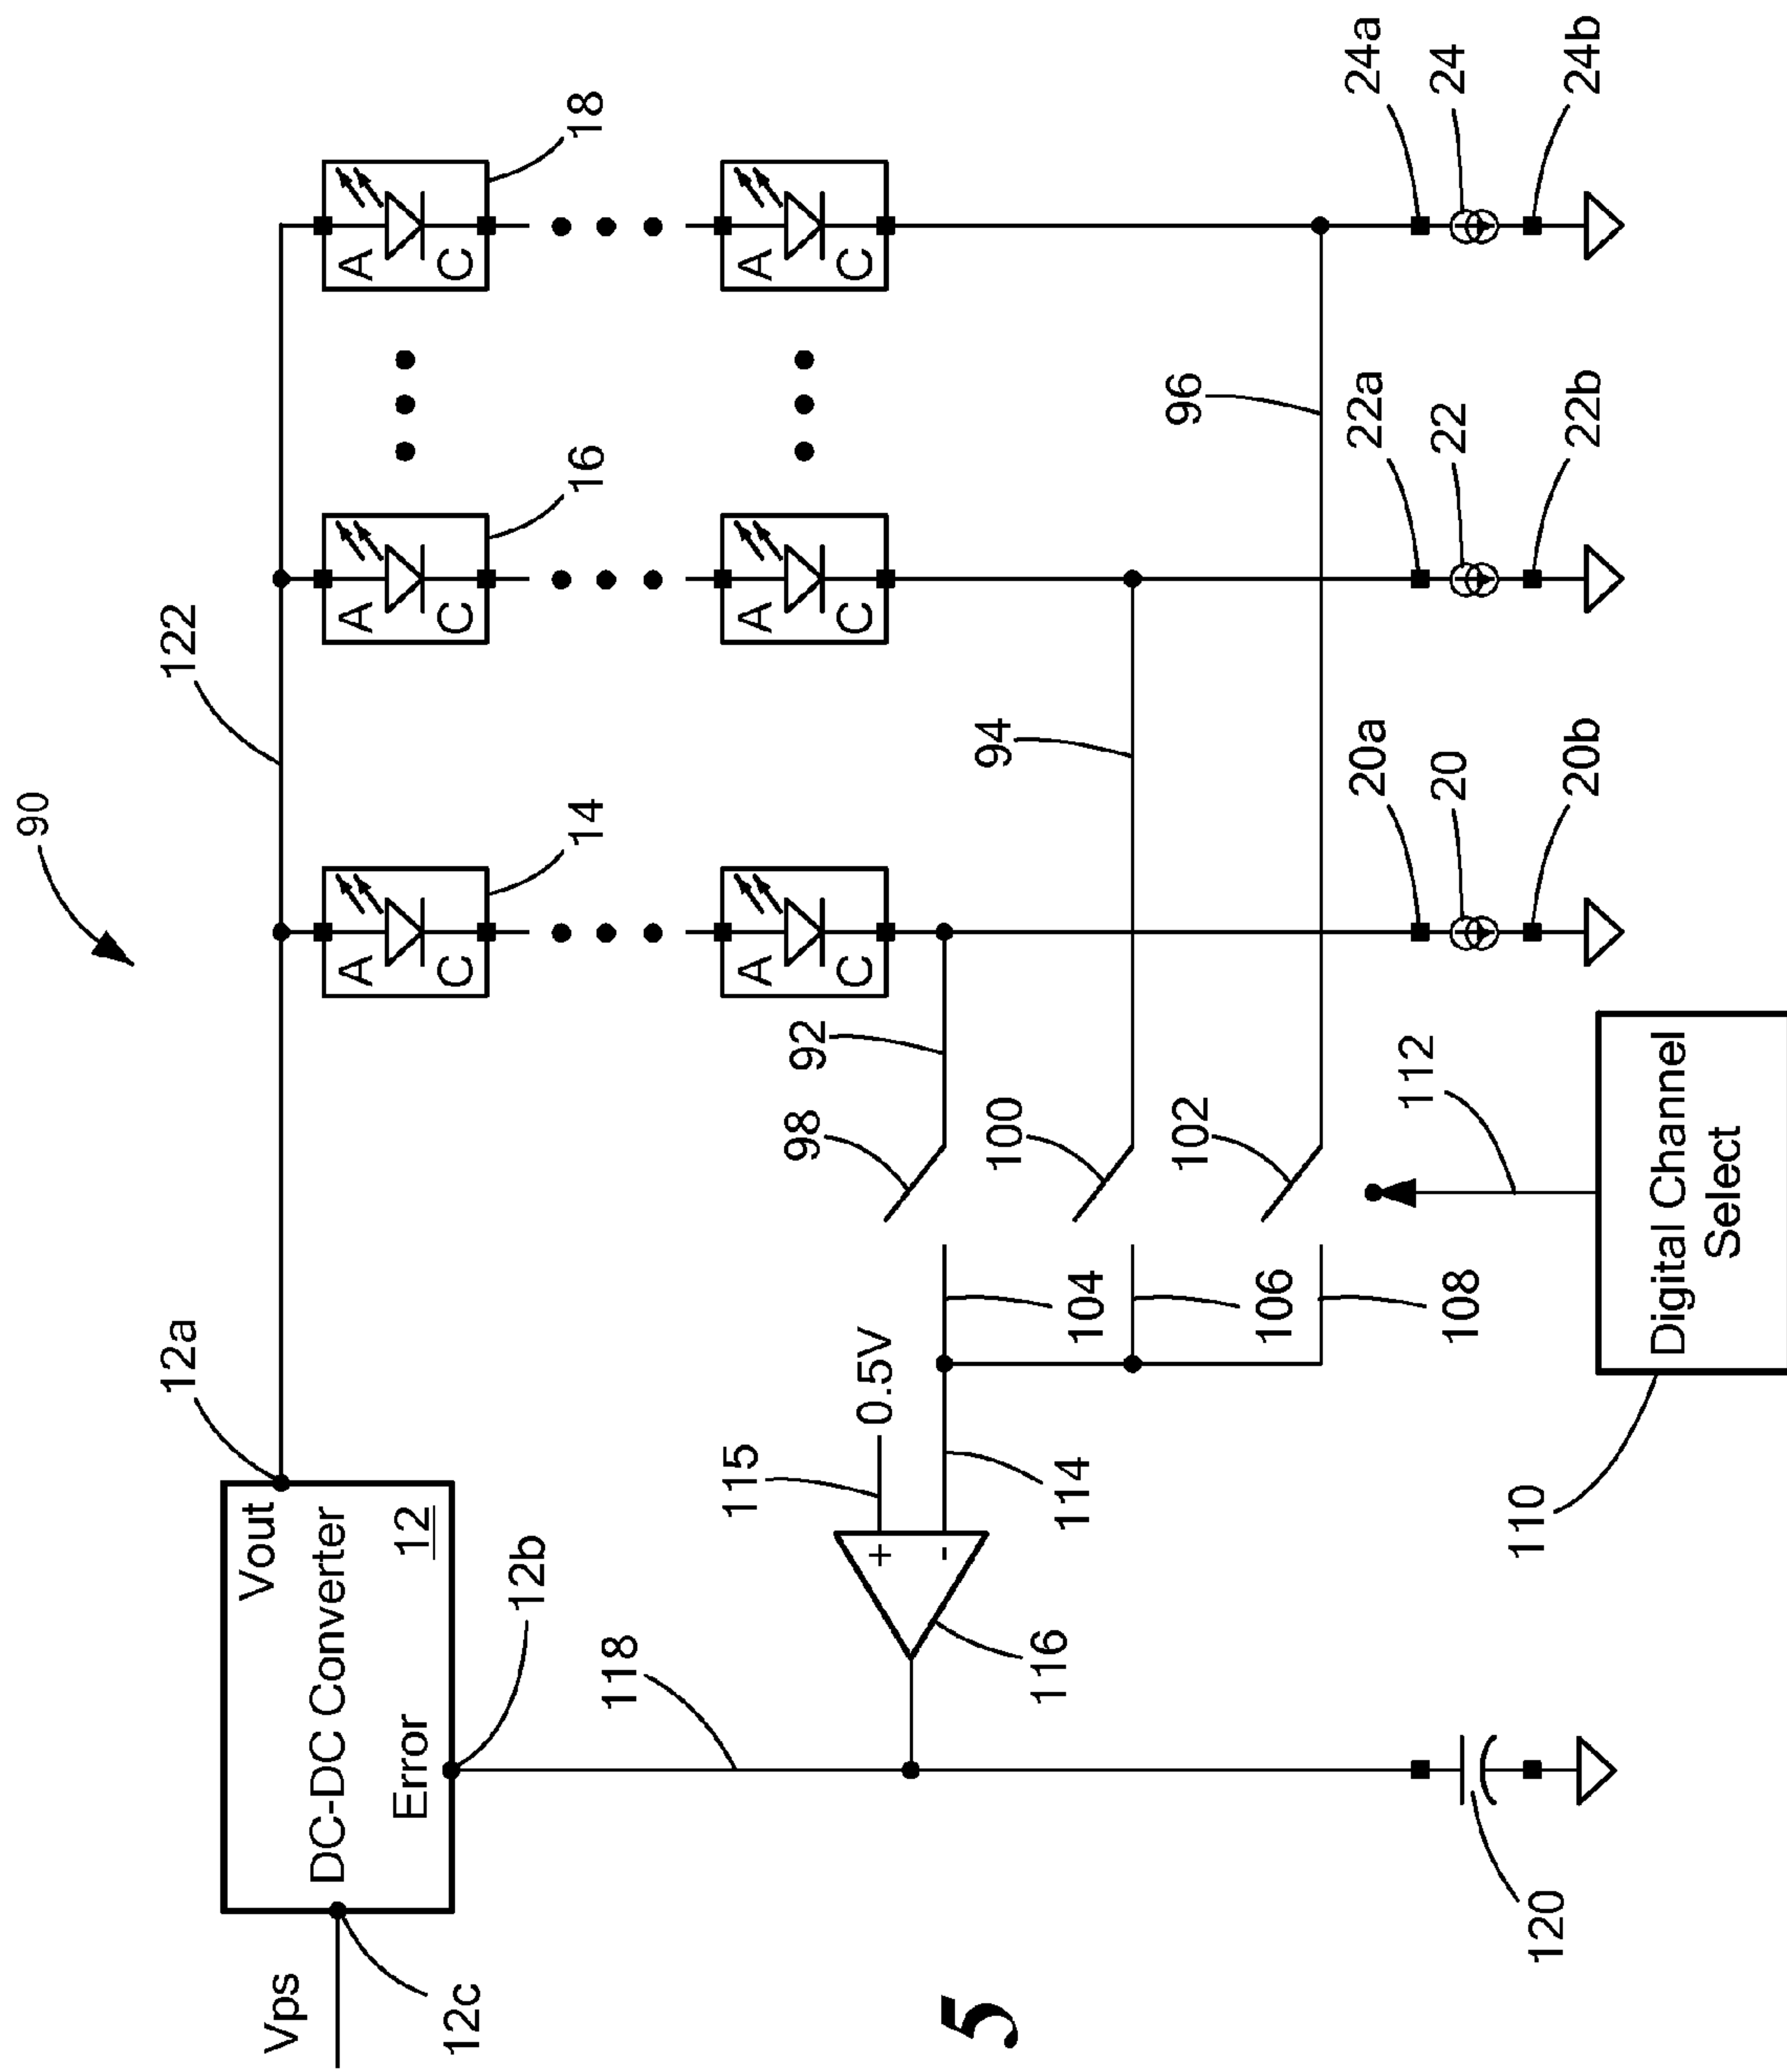 90
Vps
12c
Vout
DC-DC Converter
12
Error
12a
12b
122
14
16
18
A
C
A
C
A
C
A
C
A
C
A
C
118
115
0.5V
+
-
116
114
92
94
96
98
100
102
104
106
108
110
112
Digital Channel
Select
120
20a
20
20b
22a
22
22b
24a
24
24b
5